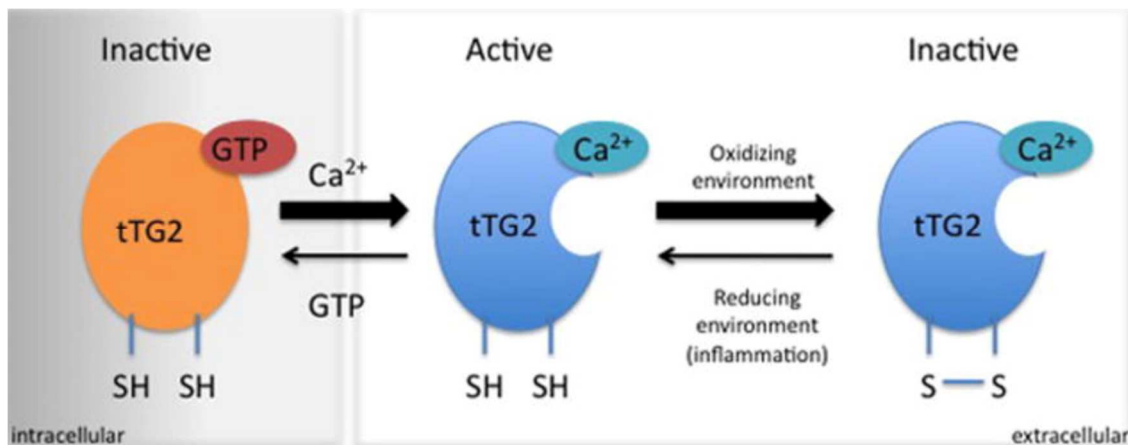 Inactive
Active
Inactive
GTP
tTG2
SH SH
intracellular
Ca²⁺
GTP
Ca²⁺
tTG2
SH SH
Oxidizing
environment
Reducing
environment
(inflammation)
Ca²⁺
tTG2
S S
extracellular